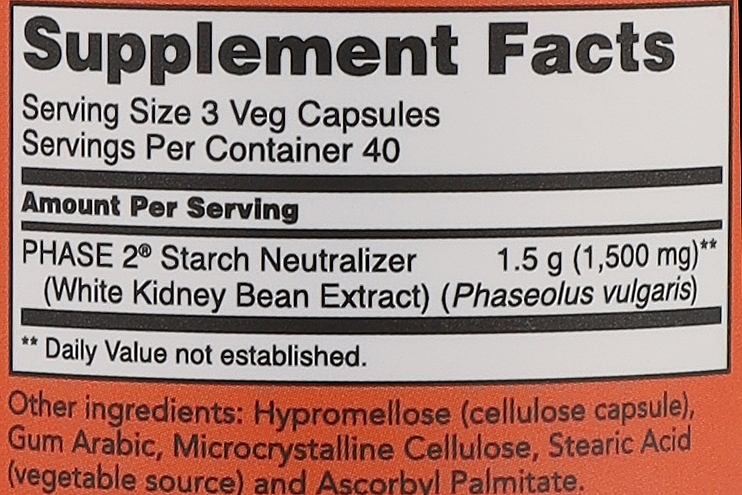 Supplement Facts
Serving Size 3 Veg Capsules
Servings Per Container 40
Amount Per Serving
PHASE 2® Starch Neutralizer 1.5 g (1,500 mg)**
(White Kidney Bean Extract) (Phaseolus vulgaris)
** Daily Value not established.
Other ingredients: Hypromellose (cellulose capsule),
Gum Arabic, Microcrystalline Cellulose, Stearic Acid
(vegetable source) and Ascorbyl Palmitate.